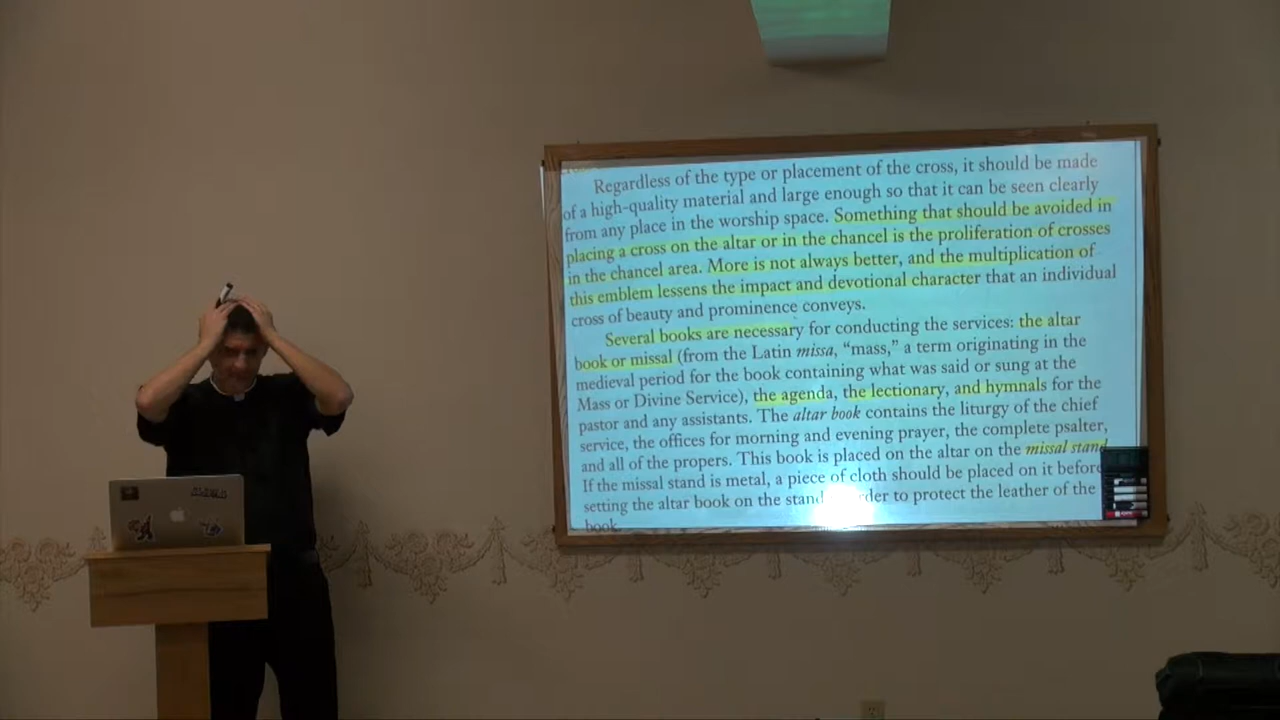 Regardless of the type or placement of the cross, it should be made
of a high-quality material and large enough so that it can be seen clearly
from any place in the worship space. Something that should be avoided in
placing a cross on the altar or in the chancel is the proliferation of crosses
in the chancel area. More is not always better, and the multiplication of
this emblem lessens the impact and devotional character that an individual
cross of beauty and prominence conveys.
Several books are necessary for conducting the services: the altar
book or missal (from the Latin missa, “mass,” a term originating in the
medieval period for the book containing what was said or sung at the
Mass or Divine Service), the agenda, the lectionary, and hymnals for the
pastor and any assistants. The altar book contains the liturgy of the chief
service, the offices for morning and evening prayer, the complete psalter,
and all of the propers. This book is placed on the altar on the missal stand
If the missal stand is metal, a piece of cloth should be placed on it before
setting the altar book on the stand to protect the leather of the
book.